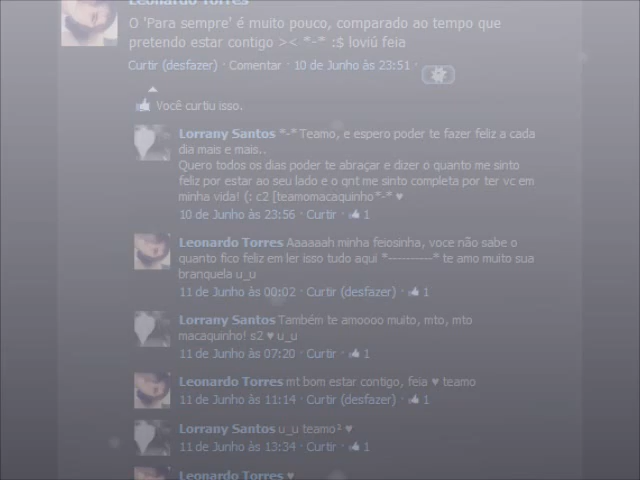 Leonardo Torres
O 'Para sempre' é muito pouco, comparado ao tempo que
pretendo estar contigo >< *-* :$ loviú feia
Curtir (desfazer) · Comentar · 10 de Junho às 23:51 ·
Você curtiu isso.
Lorrany Santos *-* Teamo, e espero poder te fazer feliz a cada
dia mais e mais..
Quero todos os dias poder te abraçar e dizer o quanto me sinto
feliz por estar ao seu lado e o qnt me sinto completa por ter vc em
minha vida! (: c2 [teamomacaquinho*-* ♥
10 de Junho às 23:56 · Curtir · 1
Leonardo Torres Aaaaaah minha feiosinha, voce não sabe o
quanto fico feliz em ler isso tudo aqui *----------* te amo muito sua
branquela u_u
11 de Junho às 00:02 · Curtir (desfazer) · 1
Lorrany Santos Também te amoooo muito, mto, mto
macaquinho! s2 ♥ u_u
11 de Junho às 07:20 · Curtir · 1
Leonardo Torres mt bom estar contigo, feia ♥ teamo
11 de Junho às 11:14 · Curtir (desfazer) · 1
Lorrany Santos u_u teamo² ♥
11 de Junho às 13:34 · Curtir · 1
Leonardo Torres ♥